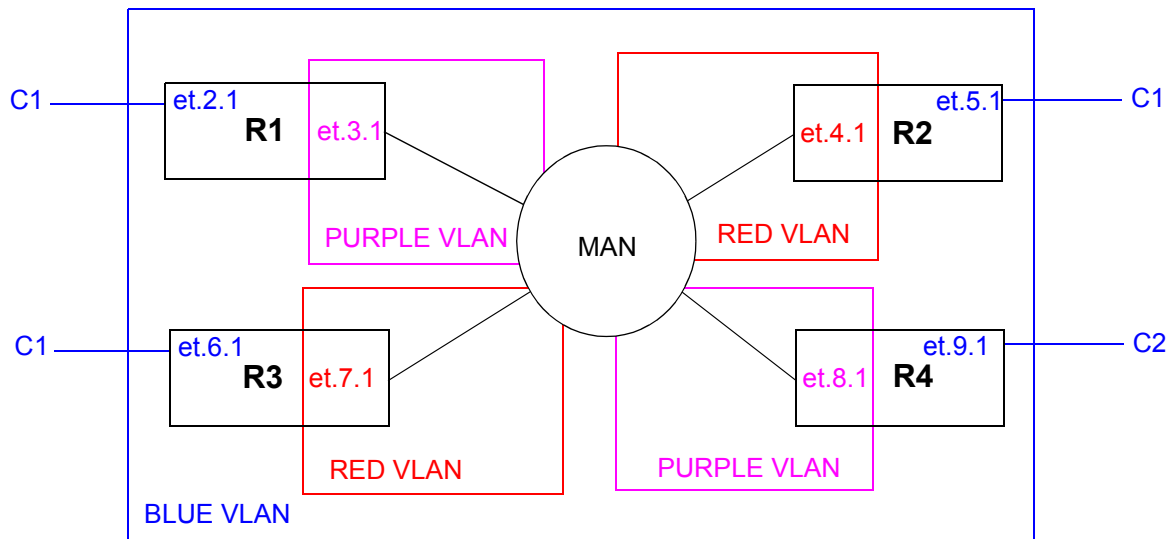 C1
et.2.1
R1
et.3.1
PURPLE VLAN
MAN
et.4.1
R2
et.5.1
C1
RED VLAN
C1
et.6.1
R3
et.7.1
RED VLAN
et.8.1
R4
et.9.1
C2
PURPLE VLAN
BLUE VLAN